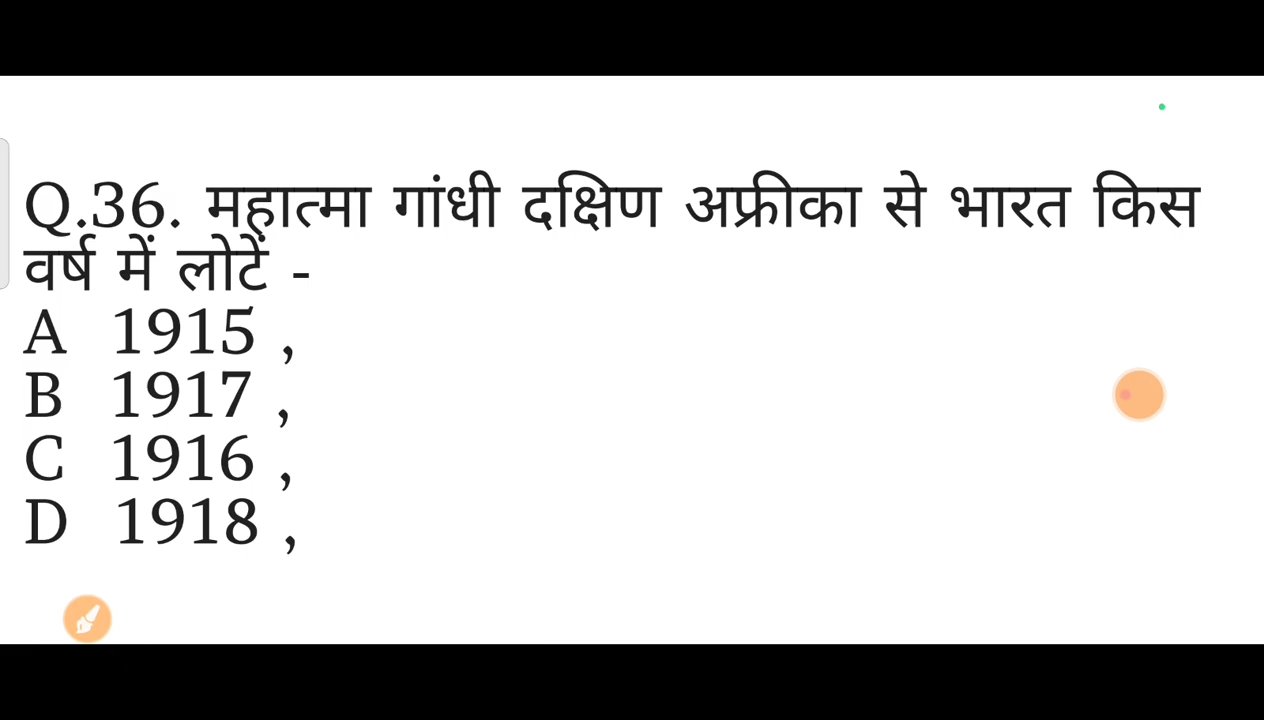 Q.36. महात्मा गांधी दक्षिण अफ्रीका से भारत किस
वर्ष में लोटें -
A 1915 ,
B 1917 ,
C 1916 ,
D 1918 ,